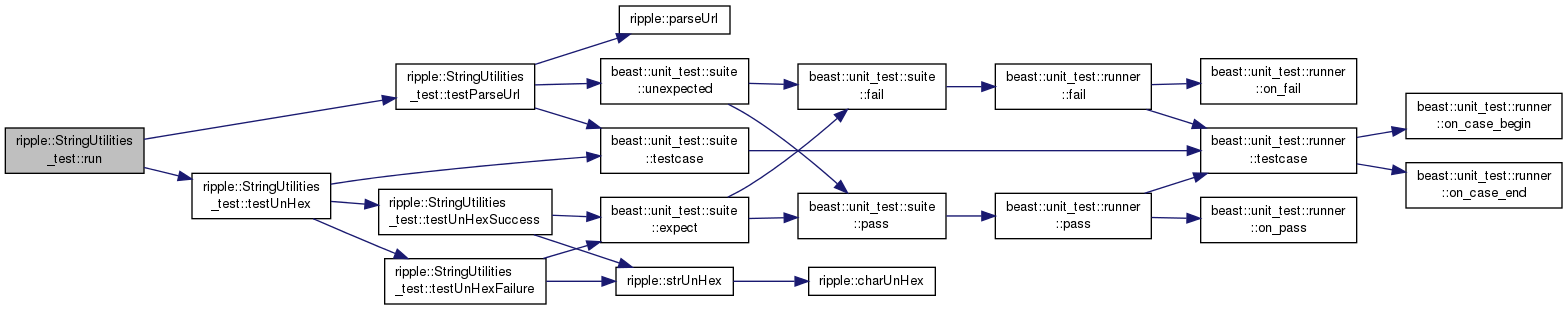 ripple::StringUtilities
_test::run
ripple::StringUtilities
_test::testParseUrl
ripple::StringUtilities
_test::testUnHex
ripple::StringUtilities
_test::testUnHexSuccess
ripple::StringUtilities
_test::testUnHexFailure
ripple::parseUrl
beast::unit_test::suite
::unexpected
beast::unit_test::suite
::testcase
beast::unit_test::suite
::expect
ripple::strUnHex
beast::unit_test::suite
::fail
beast::unit_test::suite
::pass
ripple::charUnHex
beast::unit_test::runner
::fail
beast::unit_test::runner
::pass
beast::unit_test::runner
::on_fail
beast::unit_test::runner
::testcase
beast::unit_test::runner
::on_pass
beast::unit_test::runner
::on_case_begin
beast::unit_test::runner
::on_case_end